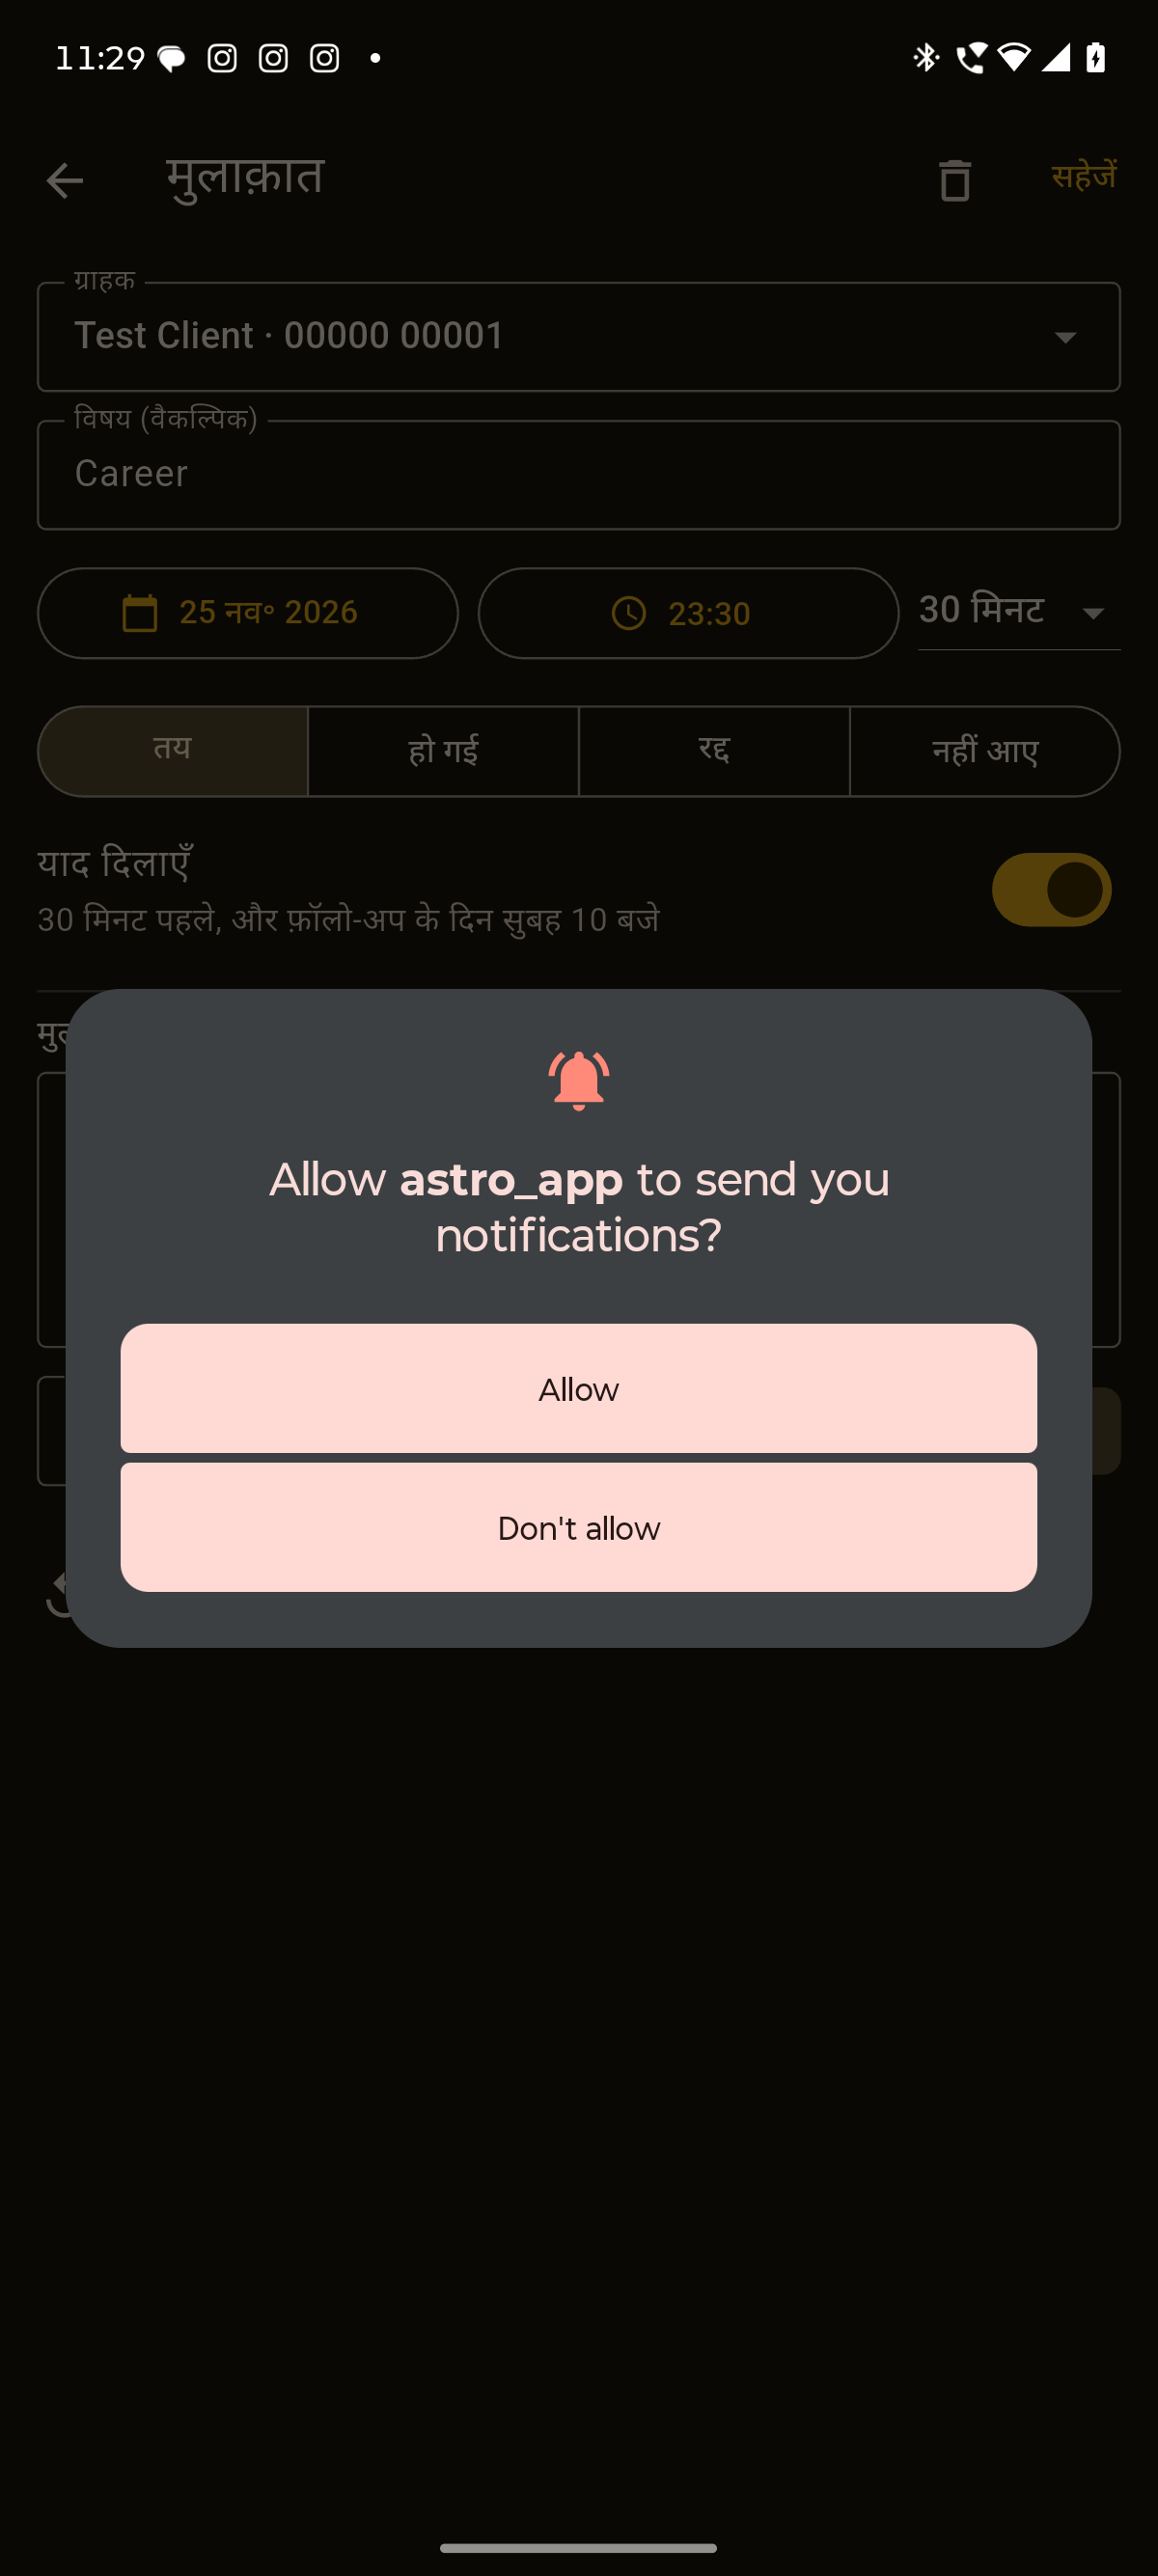 11:29
मुलाक़ात
सहेजें
ग्राहक
Test Client · 00000 00001
विषय (वैकल्पिक)
Career
25 नव॰ 2026
23:30
30 मिनट
तय
हो गई
रद्द
नहीं आए
याद दिलाएँ
30 मिनट पहले, और फ़ॉलो-अप के दिन सुबह 10 बजे
Allow astro_app to send you
notifications?
Allow
Don't allow